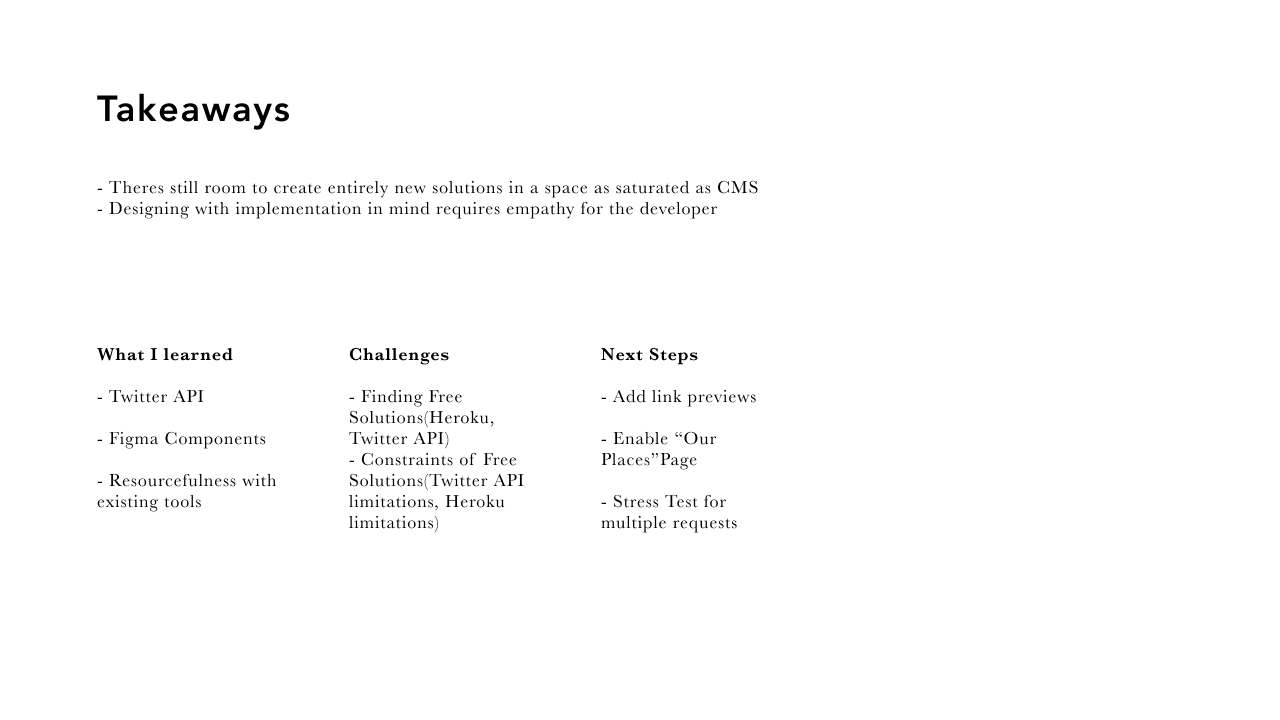 Takeaways
- Theres still room to create entirely new solutions in a space as saturated as CMS
- Designing with implementation in mind requires empathy for the developer
What I learned
- Twitter API
- Figma Components
- Resourcefulness with
existing tools
Challenges
- Finding Free
Solutions(Heroku,
Twitter API)
- Constraints of Free
Solutions(Twitter API
limitations, Heroku
limitations)
Next Steps
- Add link previews
- Enable “Our
Places”Page
- Stress Test for
multiple requests